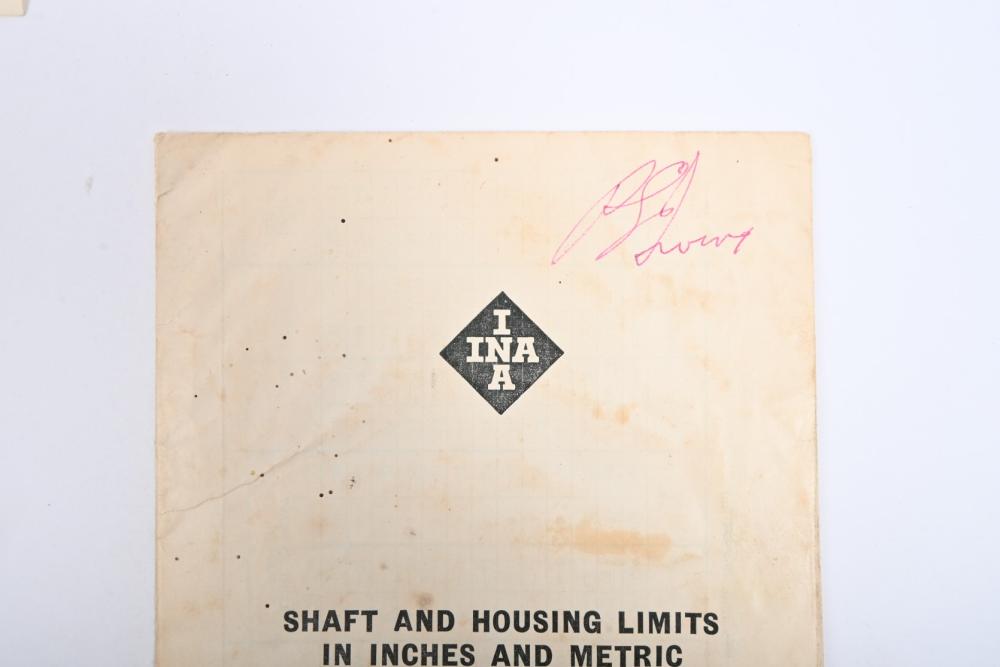 I
INA
A
SHAFT AND HOUSING LIMITS
IN INCHES AND METRIC